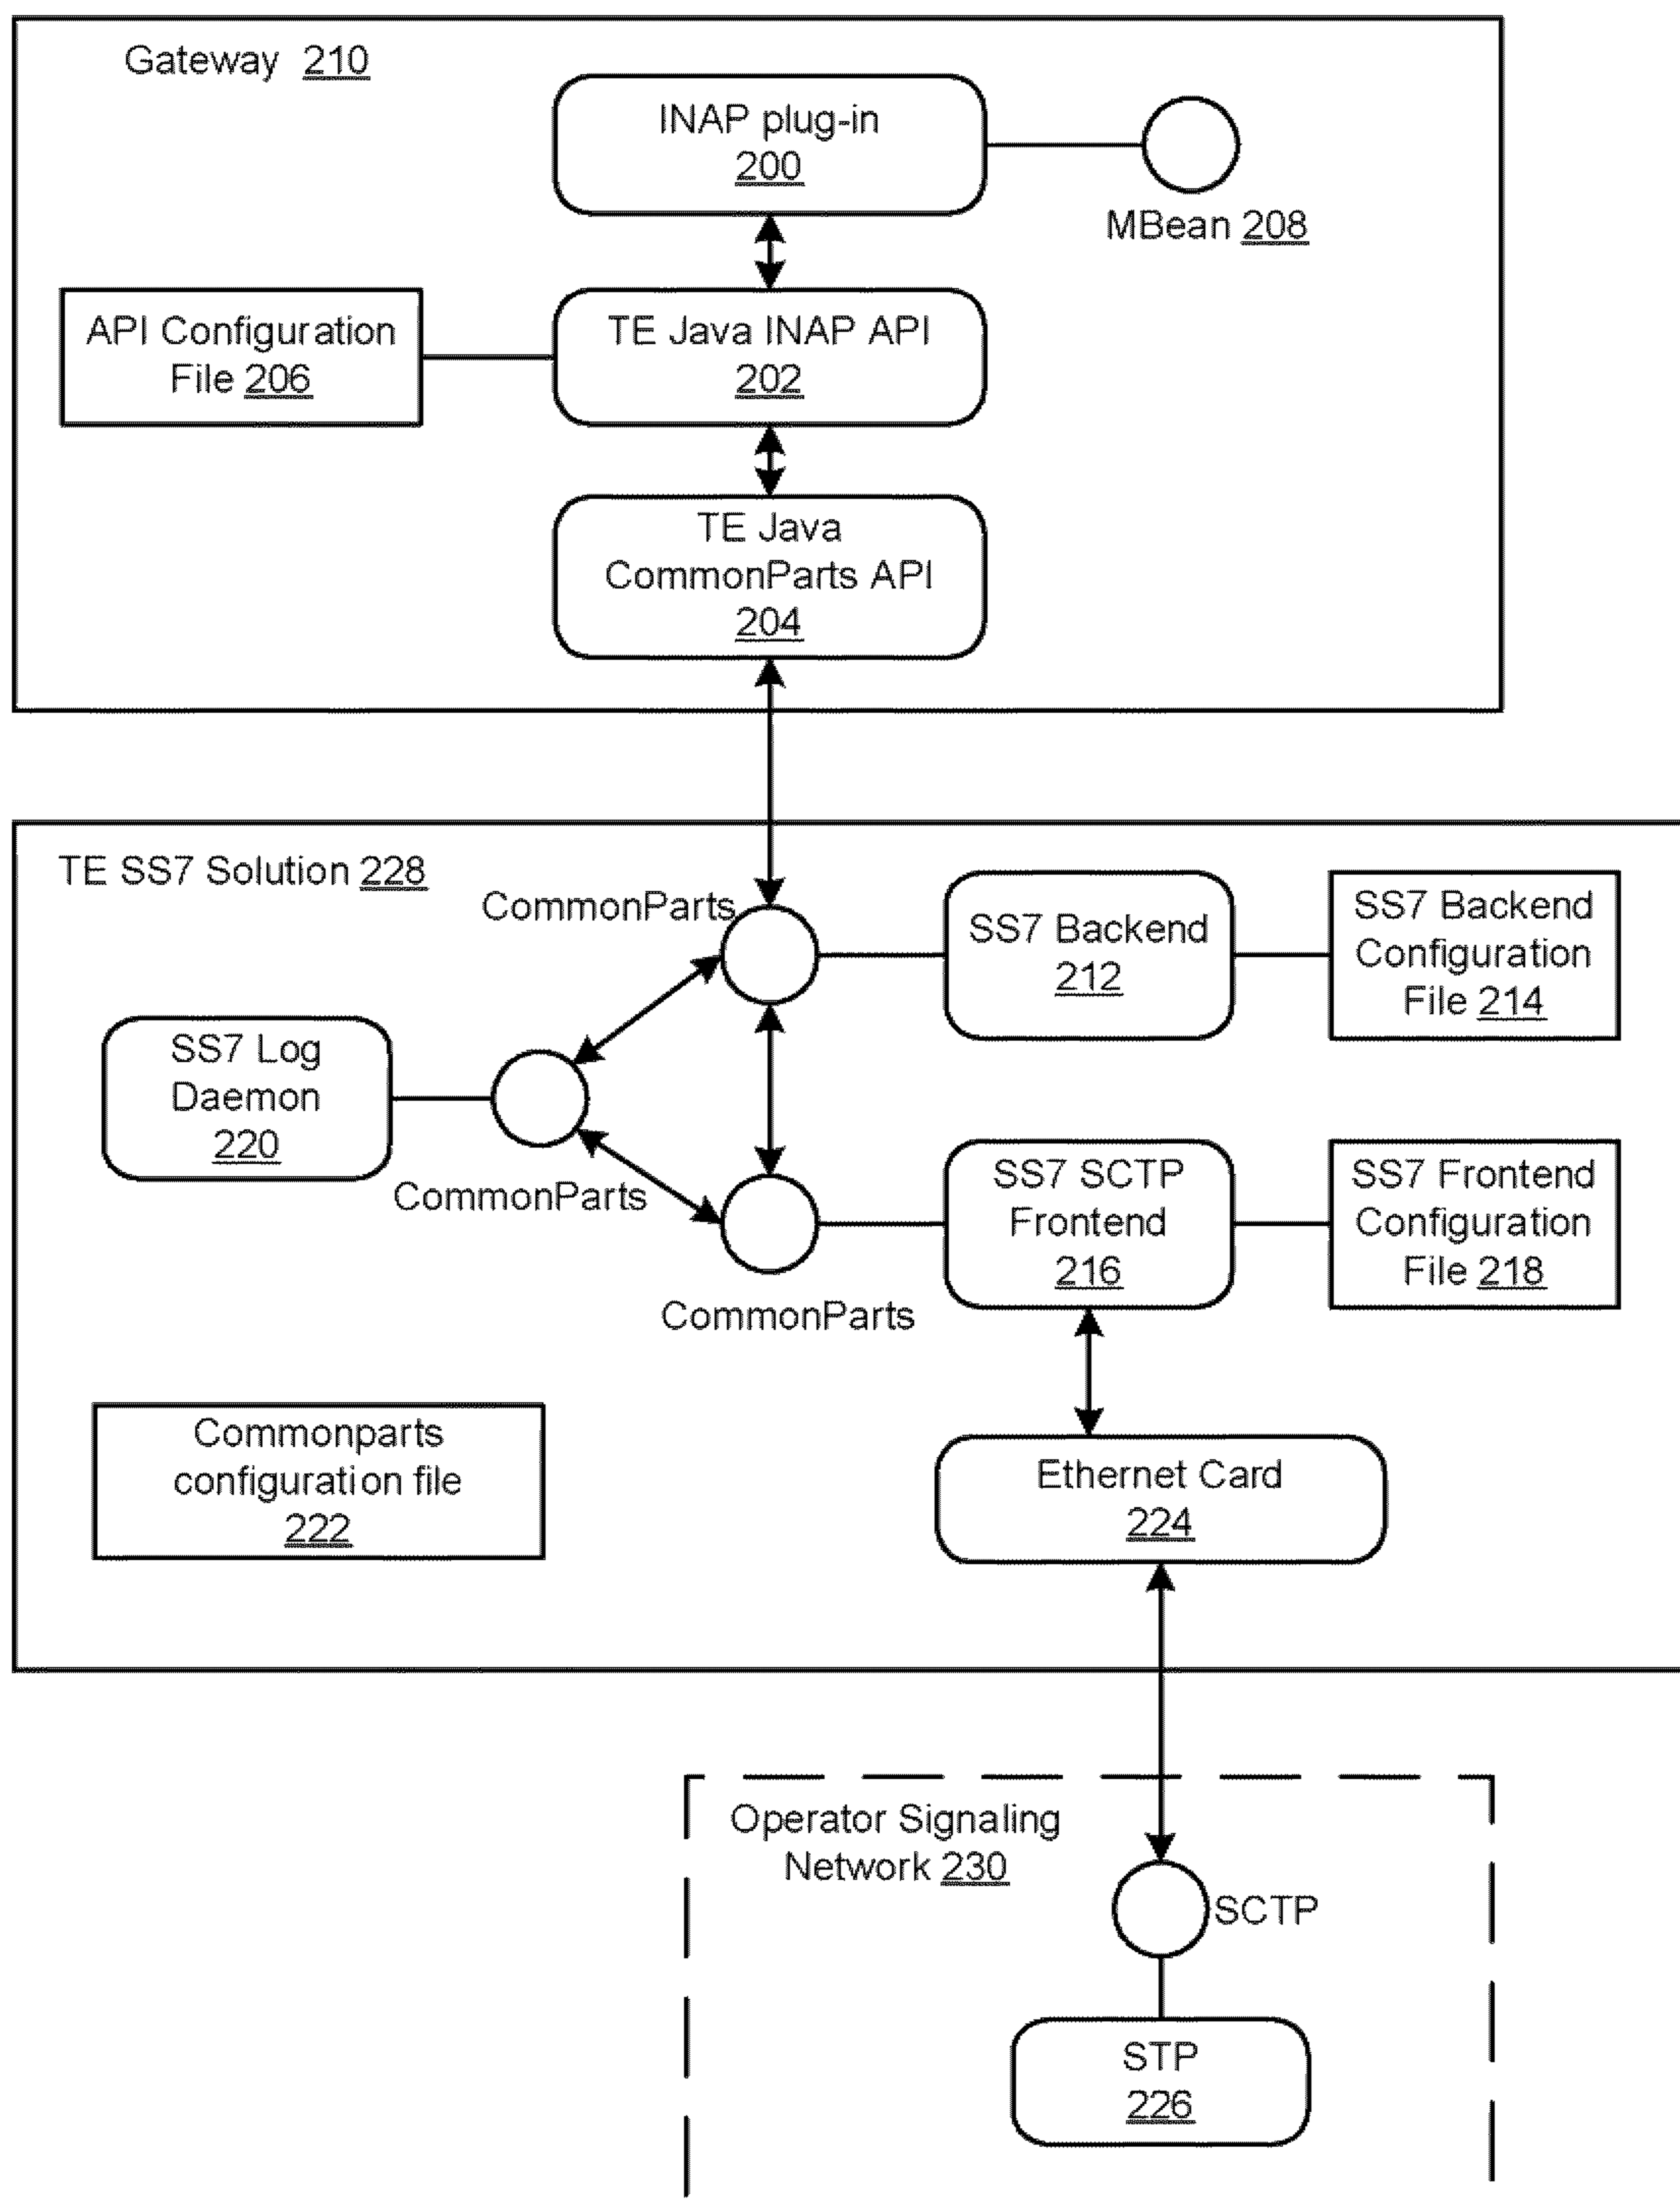 Gateway 210
INAP plug-in
200
MBean 208
API Configuration
File 206
TE Java INAP API
202
TE Java
CommonParts API
204
TE SS7 Solution 228
CommonParts
SS7 Backend
212
SS7 Backend
Configuration
File 214
SS7 Log
Daemon
220
CommonParts
SS7 SCTP
Frontend
216
SS7 Frontend
Configuration
File 218
CommonParts
Commonparts
configuration file
222
Ethernet Card
224
Operator Signaling
Network 230
SCTP
STP
226